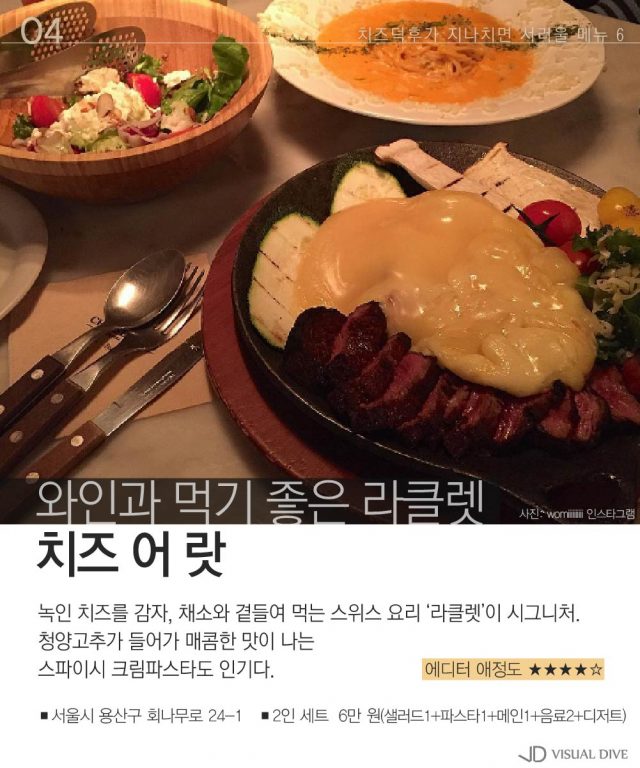 04
치즈덕후가 지나치면 서러울 메뉴 6
와인과 먹기 좋은 라클렛
사진:- womiiiiiiii 인스타그램
치즈 어 랏
녹인 치즈를 감자, 채소와 곁들여 먹는 스위스 요리 ‘라클렛’이 시그니처.
청양고추가 들어가 매콤한 맛이 나는
스파이시 크림파스타도 인기다.
에디터 애정도 ★★★★☆
■ 서울시 용산구 회나무로 24-1 ■ 2인 세트 6만 원(샐러드1+파스타1+메인1+음료2+디저트)
VISUAL DIVE